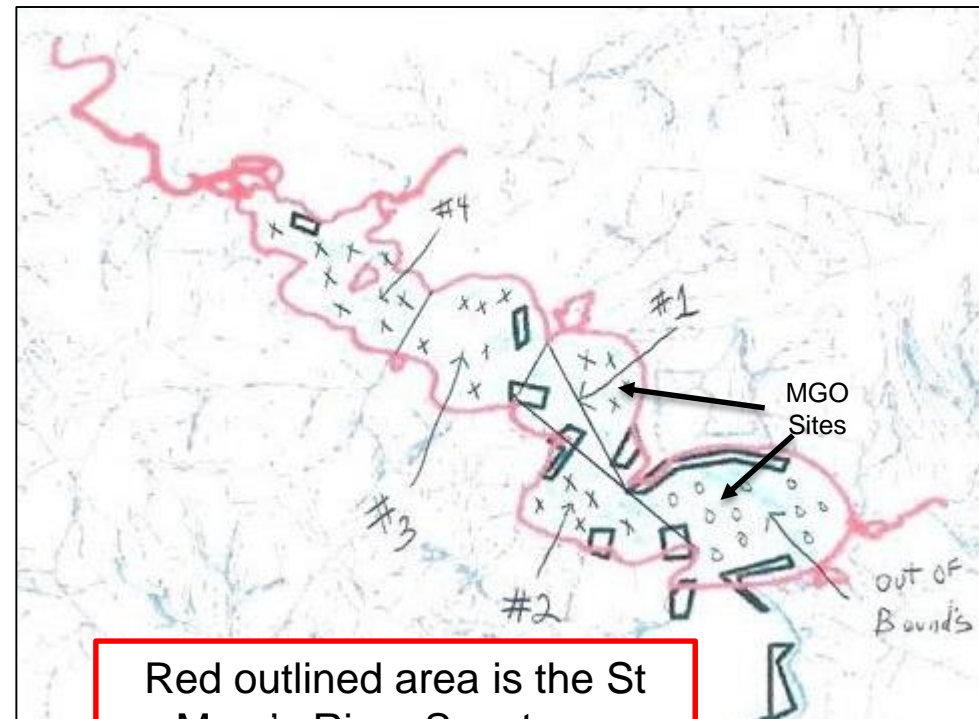 #4
#1
MGO
Sites
#3
#2
OUT OF
Bounds
Red outlined area is the St